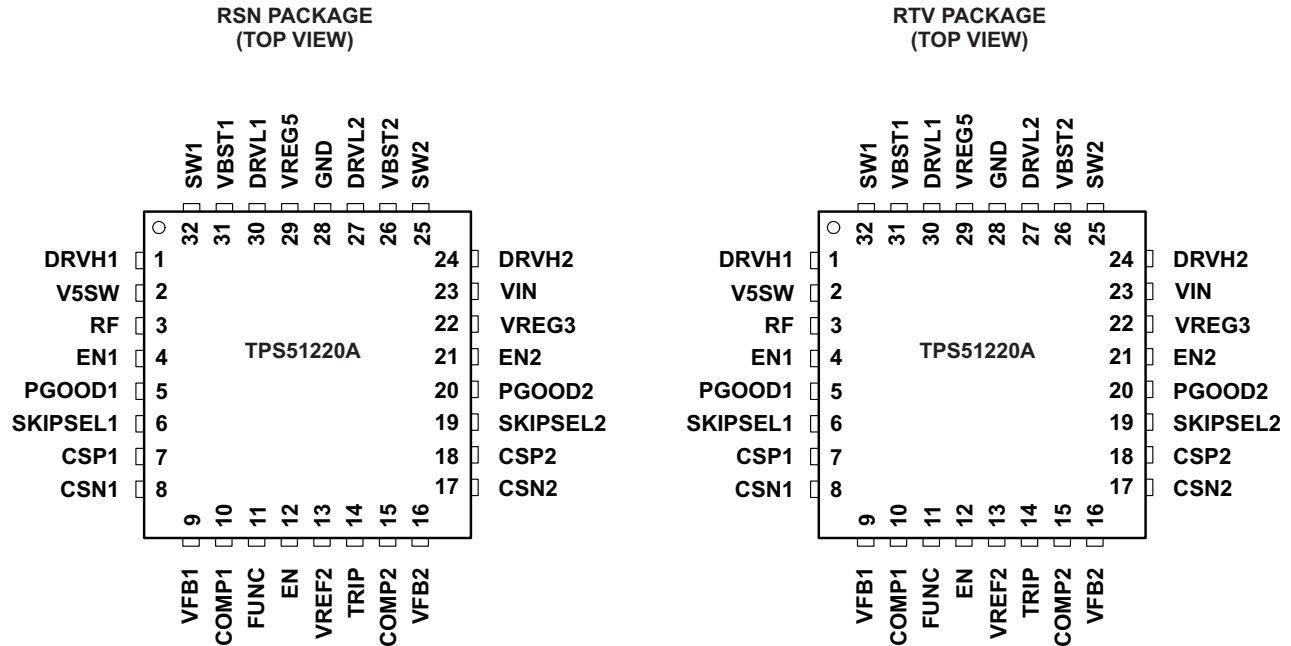 RSN PACKAGE
(TOP VIEW)
SW1
VBST1
DRVL1
VREG5
GND
DRVL2
VBST2
SW2
32
31
30
29
28
27
26
25
DRVH1 1
V5SW 2
RF 3
EN1 4
PGOOD1 5
SKIPSEL1 6
CSP1 7
CSN1 8
TPS51220A
24 DRVH2
23 VIN
22 VREG3
21 EN2
20 PGOOD2
19 SKIPSEL2
18 CSP2
17 CSN2
9
10
11
12
13
14
15
16
VFB1
COMP1
FUNC
EN
VREF2
TRIP
COMP2
VFB2
RTV PACKAGE
(TOP VIEW)
SW1
VBST1
DRVL1
VREG5
GND
DRVL2
VBST2
SW2
32
31
30
29
28
27
26
25
DRVH1 1
V5SW 2
RF 3
EN1 4
PGOOD1 5
SKIPSEL1 6
CSP1 7
CSN1 8
TPS51220A
24 DRVH2
23 VIN
22 VREG3
21 EN2
20 PGOOD2
19 SKIPSEL2
18 CSP2
17 CSN2
9
10
11
12
13
14
15
16
VFB1
COMP1
FUNC
EN
VREF2
TRIP
COMP2
VFB2